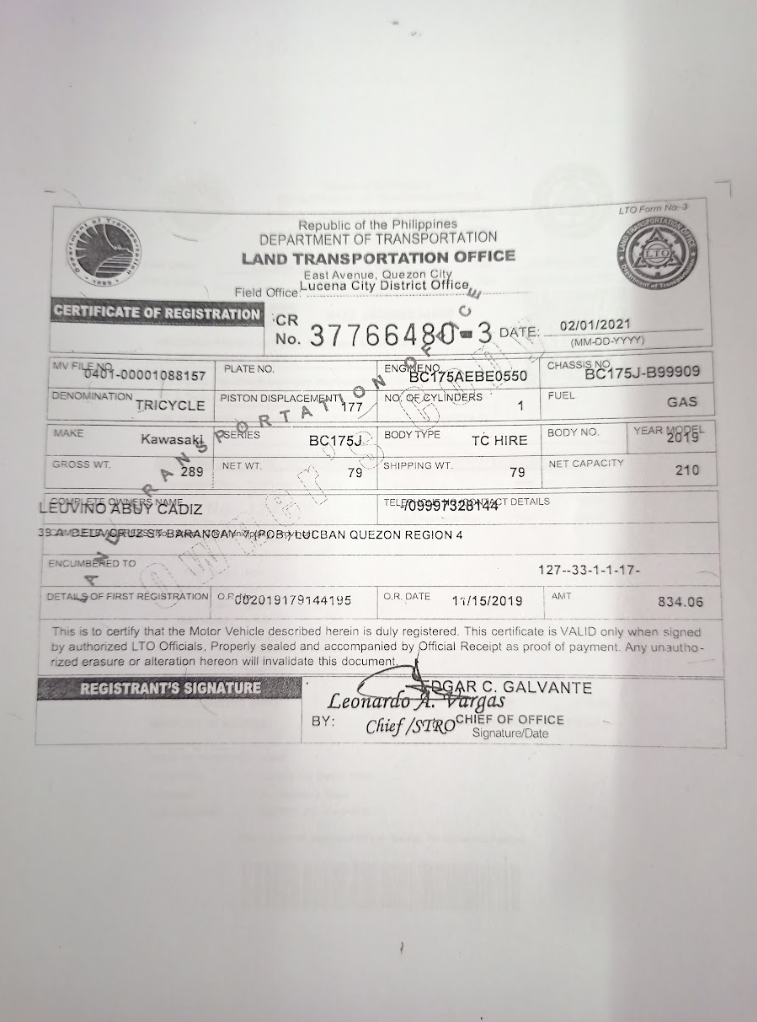 LTO Form No-3
Republic of the Philippines
DEPARTMENT OF TRANSPORTATION
LAND TRANSPORTATION OFFICE
East Avenue, Quezon City
Field Office: Lucena City District Office
CERTIFICATE OF REGISTRATION
CR No. 37766480-3 DATE: 02/01/2021
(MM-DD-YYYY)
MV FILE NO. 0401-00001088157 PLATE NO. ENGINE NO. BC175AEBE0550 CHASSIS NO. BC175J-B99909
DENOMINATION TRICYCLE PISTON DISPLACEMENT 177 NO. OF CYLINDERS 1 FUEL GAS
MAKE Kawasaki SERIES BC175J BODY TYPE TC HIRE BODY NO. YEAR MODEL 2019
GROSS WT. 289 NET WT. 79 SHIPPING WT. 79 NET CAPACITY 210
COMPLETE OWNERS NAME TELEPHONE NO. CONTACT DETAILS
LEUVINO ABUY CADIZ /09997328144
39 A DELA CRUZ ST BARANGAY 7 (POB.) LUCBAN QUEZON REGION 4
ENCUMBERED TO
127--33-1-1-17-
DETAILS OF FIRST REGISTRATION O.R. No. 002019179144195 O.R. DATE 11/15/2019 AMT 834.06
This is to certify that the Motor Vehicle described herein is duly registered. This certificate is VALID only when signed
by authorized LTO Officials, Properly sealed and accompanied by Official Receipt as proof of payment. Any unautho-
rized erasure or alteration hereon will invalidate this document.
REGISTRANT'S SIGNATURE
EDGAR C. GALVANTE
Leonardo A. Vargas
BY: Chief /STRO CHIEF OF OFFICE
Signature/Date
LAND TRANSPORTATION OFFICE
Owner's Copy